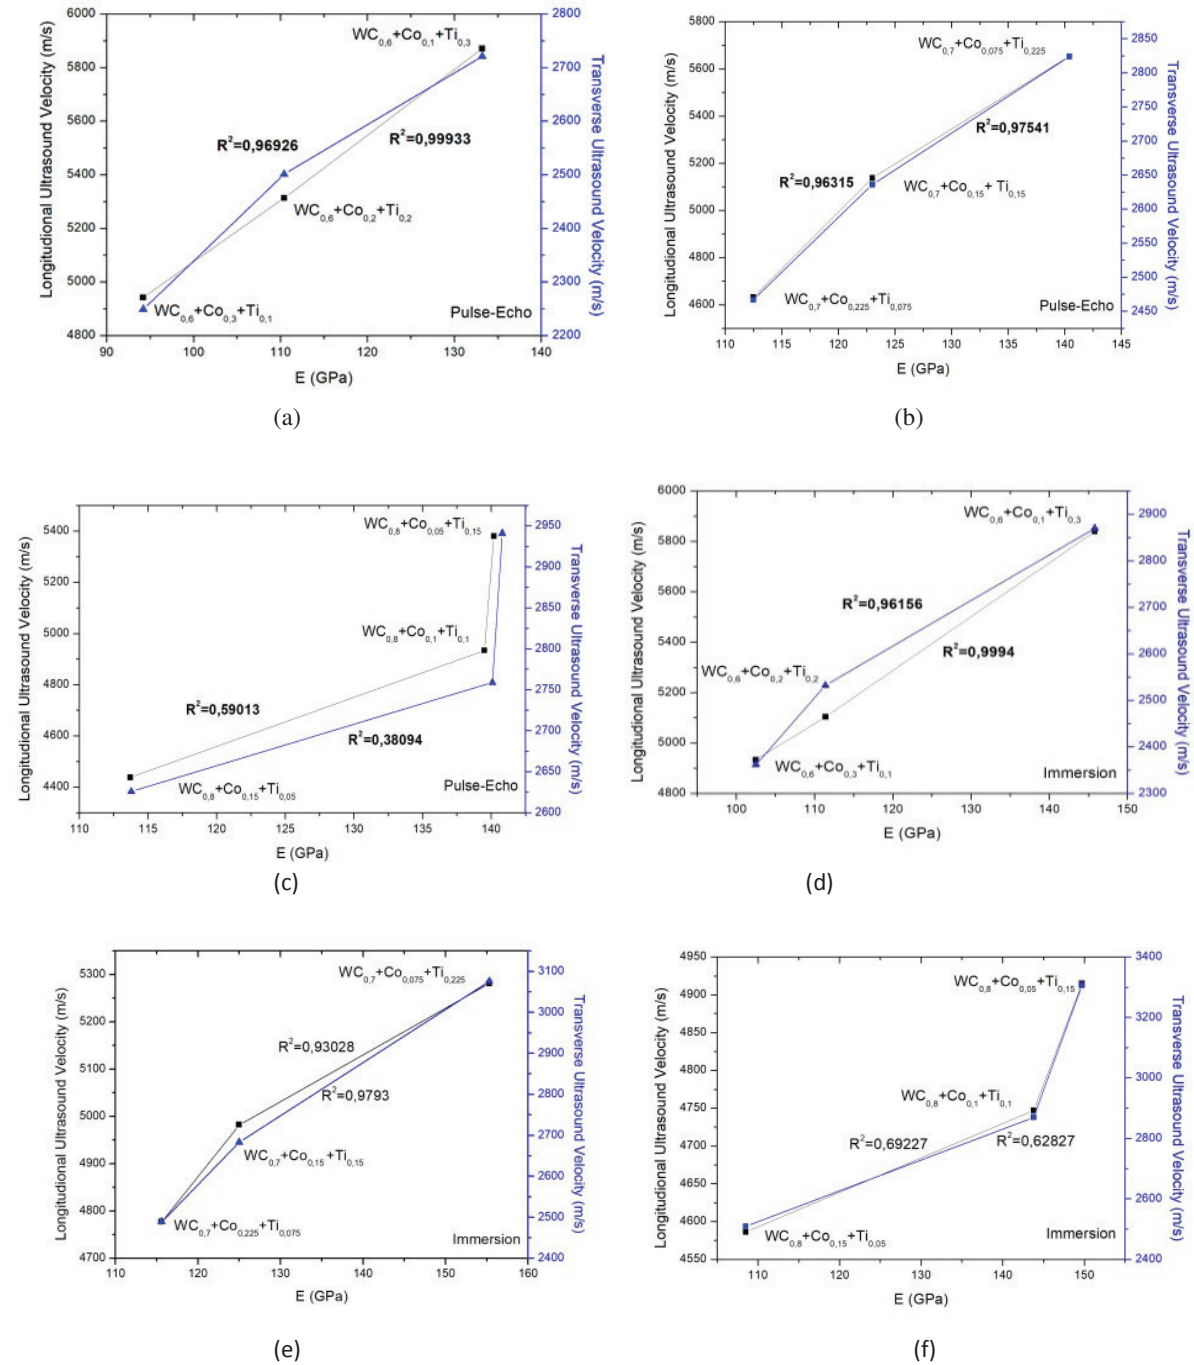 Longitudional Ultrasound Velocity (m/s)
6000
5800
5600
5400
5200
5000
4800
WC0,6+Co0,1+Ti0,3
R2=0,96926
R2=0,99933
WC0,6+Co0,2+Ti0,2
WC0,6+Co0,3+Ti0,1
Pulse-Echo
2800
2700
2600
2500
2400
2300
2200
Transverse Ultrasound Velocity (m/s)
90 100 110 120 130 140
E (GPa)
(a)
Longitudional Ultrasound Velocity (m/s)
5800
5600
5400
5200
5000
4800
4600
WC0,7+Co0,075+Ti0,225
R2=0,97541
R2=0,96315
WC0,7+Co0,15+ Ti0,15
WC0,7+Co0,225+Ti0,075
Pulse-Echo
2850
2800
2750
2700
2650
2600
2550
2500
2450
Transverse Ultrasound Velocity (m/s)
110 115 120 125 130 135 140 145
E (GPa)
(b)
Longitudional Ultrasound Velocity (m/s)
5400
5200
5000
4800
4600
4400
WC0,8+Co0,05+Ti0,15
WC0,8+Co0,1+Ti0,1
R2=0,59013
R2=0,38094
WC0,8+Co0,15+Ti0,05
Pulse-Echo
2950
2900
2850
2800
2750
2700
2650
2600
Transverse Ultrasound Velocity (m/s)
110 115 120 125 130 135 140
E (GPa)
(c)
Longitudional Ultrasound Velocity (m/s)
6000
5800
5600
5400
5200
5000
4800
WC0,6+Co0,1+Ti0,3
R2=0,96156
R2=0,9994
WC0,6+Co0,2+Ti0,2
WC0,6+Co0,3+Ti0,1
Immersion
2900
2800
2700
2600
2500
2400
2300
Transverse Ultrasound Velocity (m/s)
100 110 120 130 140 150
E (GPa)
(d)
Longitudional Ultrasound Velocity (m/s)
5300
5200
5100
5000
4900
4800
4700
WC0,7+Co0,075+Ti0,225
R2=0,93028
R2=0,9793
WC0,7+Co0,15+Ti0,15
WC0,7+Co0,225+Ti0,075
Immersion
3100
3000
2900
2800
2700
2600
2500
2400
Transverse Ultrasound Velocity (m/s)
110 120 130 140 150 160
E (GPa)
(e)
Longitudional Ultrasound Velocity (m/s)
4950
4900
4850
4800
4750
4700
4650
4600
4550
WC0,8+Co0,05+Ti0,15
WC0,8+Co0,1+Ti0,1
R2=0,69227
R2=0,62827
WC0,8+Co0,15+Ti0,05
Immersion
3400
3200
3000
2800
2600
2400
Transverse Ultrasound Velocity (m/s)
110 120 130 140 150
E (GPa)
(f)